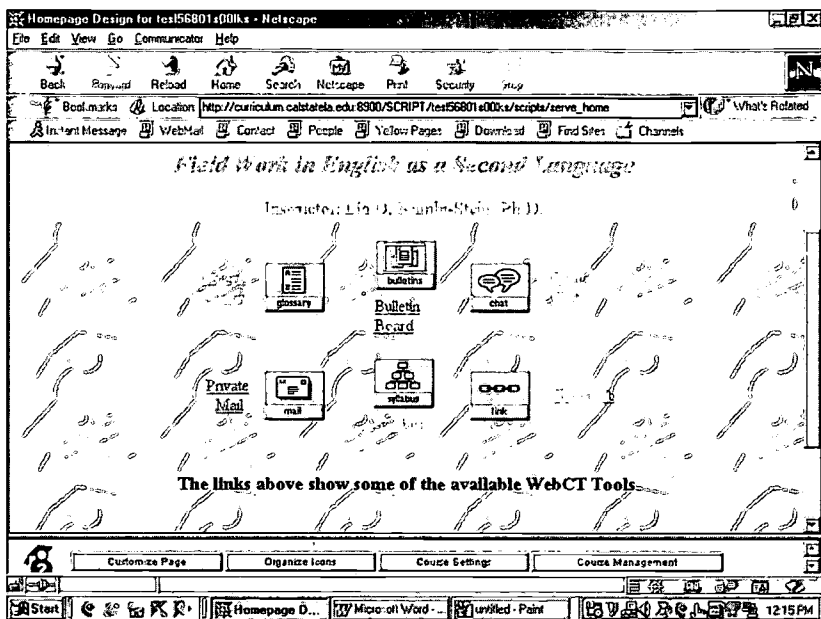 Homepage Design for tesl56801s00lks - Netscape
File Edit View Go Communicator Help
Back Forward Reload Home Search Netscape Print Security Stop
Bookmarks Location http://curriculum.calstatela.edu:8900/SCRIPT/tesl56801s00lks/scripts/serve_home What's Related
Instant Message WebMail Contact People Yellow Pages Download Find Sites Channels
Field Work in English as a Second Language
Instructor: Ph.D.
glossary
bulletins
chat
Bulletin
Board
Private
Mail
mail
syllabus
link
The links above show some of the available WebCT Tools
Customize Page Organize Icons Course Settings Course Management
Start Homepage D... Microsoft Word - ... untitled - Paint 12:15 PM